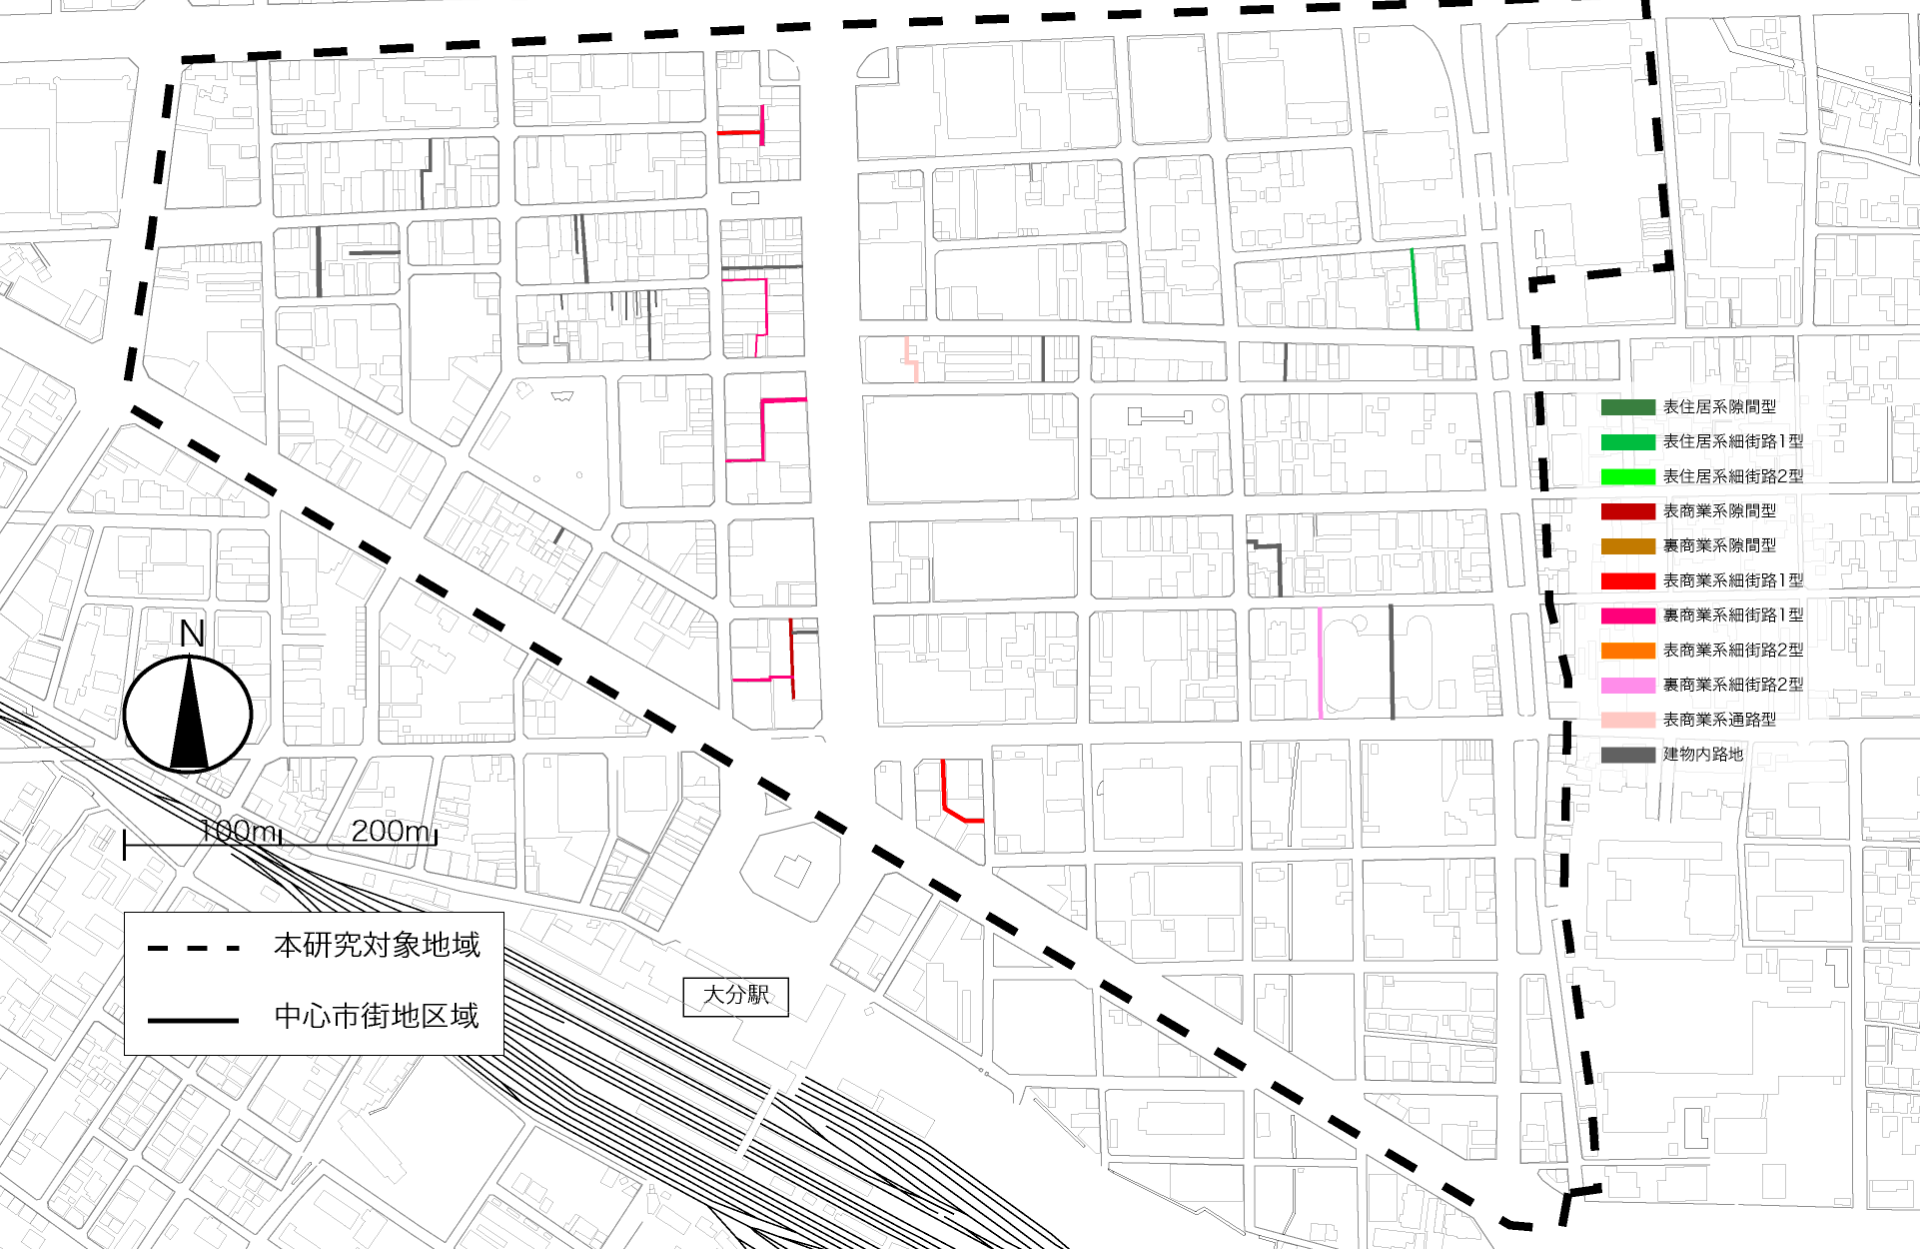 表住居系隙間型
表住居系細街路1型
表住居系細街路2型
表商業系隙間型
裏商業系隙間型
表商業系細街路1型
裏商業系細街路1型
表商業系細街路2型
裏商業系細街路2型
表商業系通路型
建物内路地
N
100m 200m
本研究対象地域
中心市街地区域
大分駅